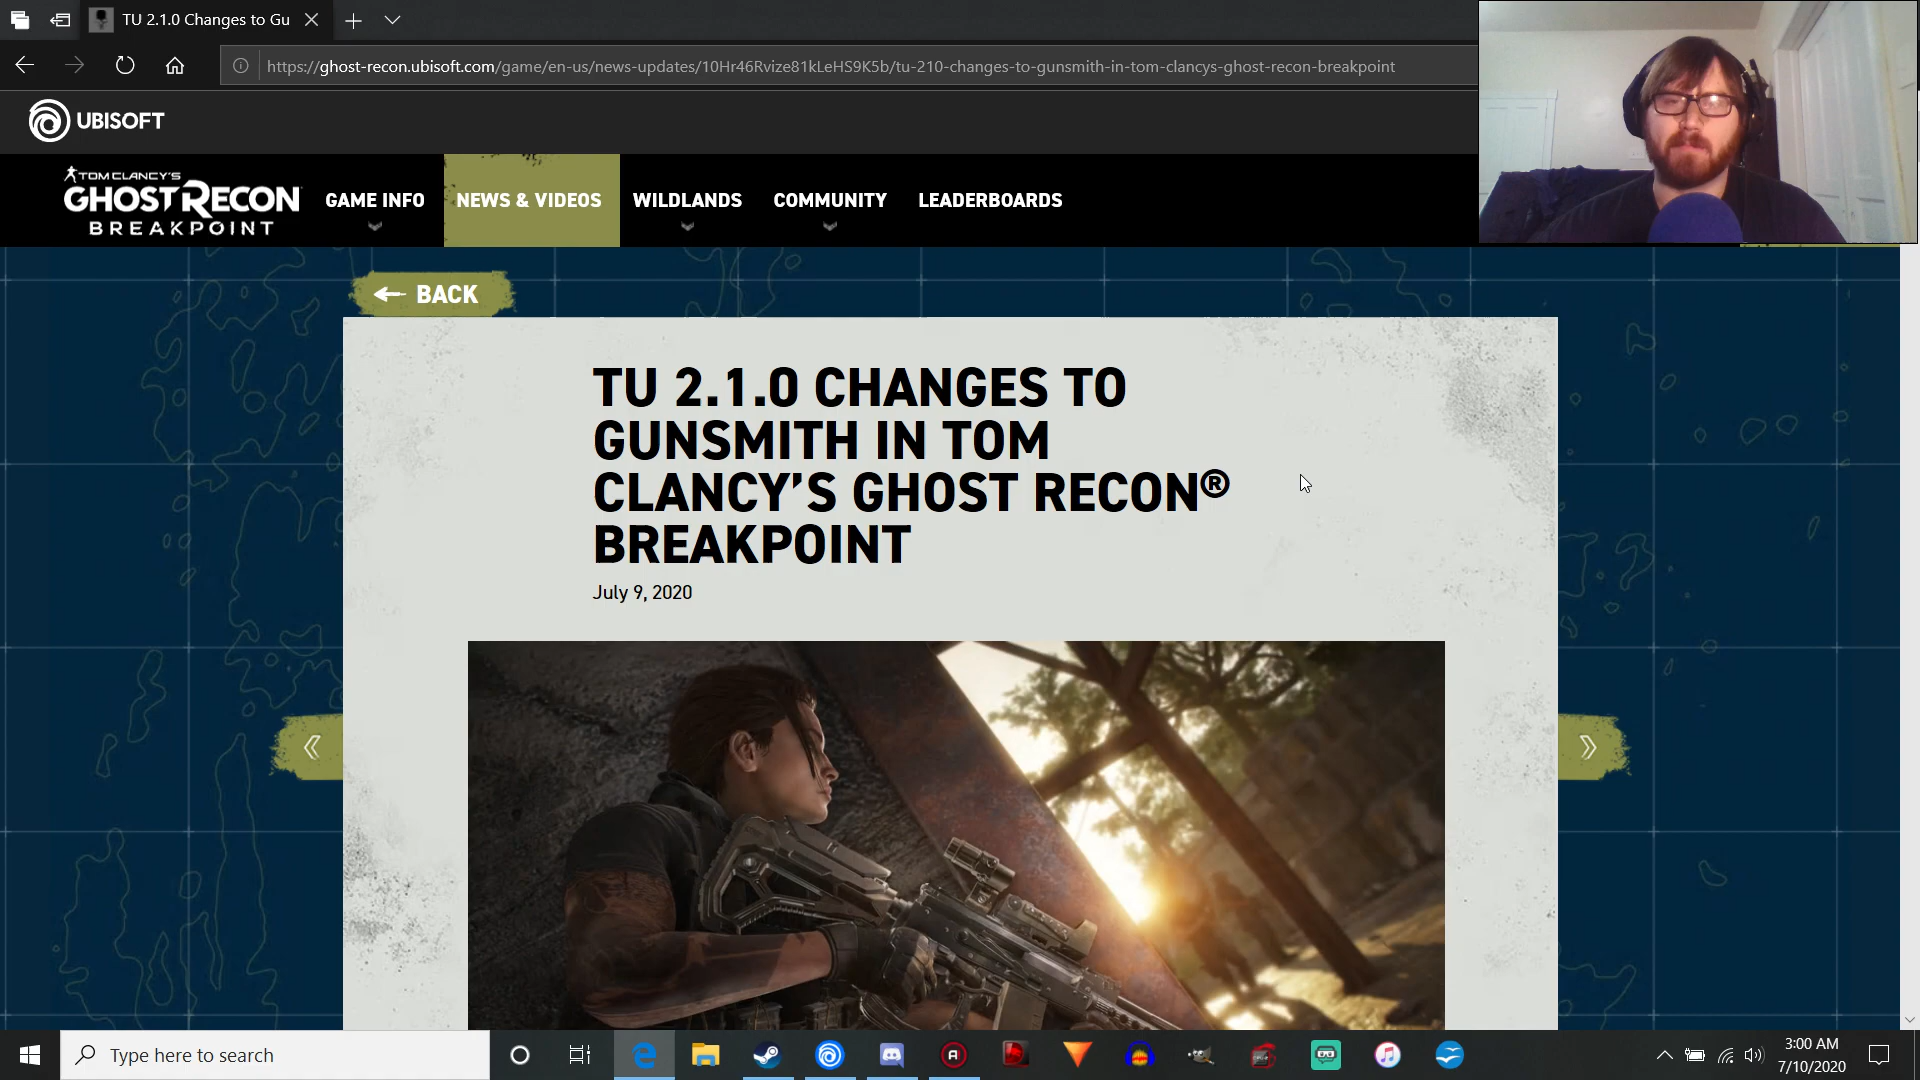 TU 2.1.0 Changes to Gu
https://ghost-recon.ubisoft.com/game/en-us/news-updates/10Hr46Rvize81kLeHS9K5b/tu-210-changes-to-gunsmith-in-tom-clancys-ghost-recon-breakpoint
UBISOFT
TOM CLANCY'S
GHOST RECON
BREAKPOINT
GAME INFO
NEWS & VIDEOS
WILDLANDS
COMMUNITY
LEADERBOARDS
BACK
TU 2.1.0 CHANGES TO
GUNSMITH IN TOM
CLANCY’S GHOST RECON®
BREAKPOINT
July 9, 2020
Type here to search
3:00 AM
7/10/2020